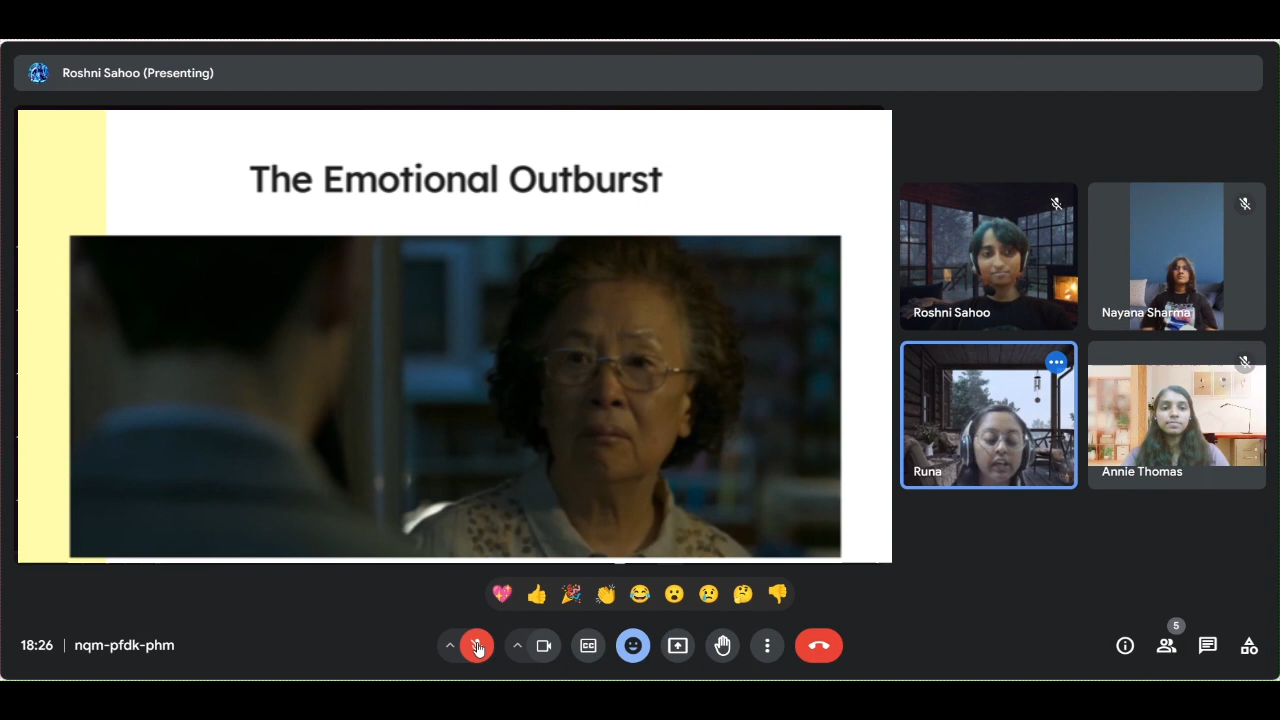 Roshni Sahoo (Presenting)
The Emotional Outburst
Roshni Sahoo
Nayana Sharma
Runa
Annie Thomas
18:26 | nqm-pfdk-phm
CC
5